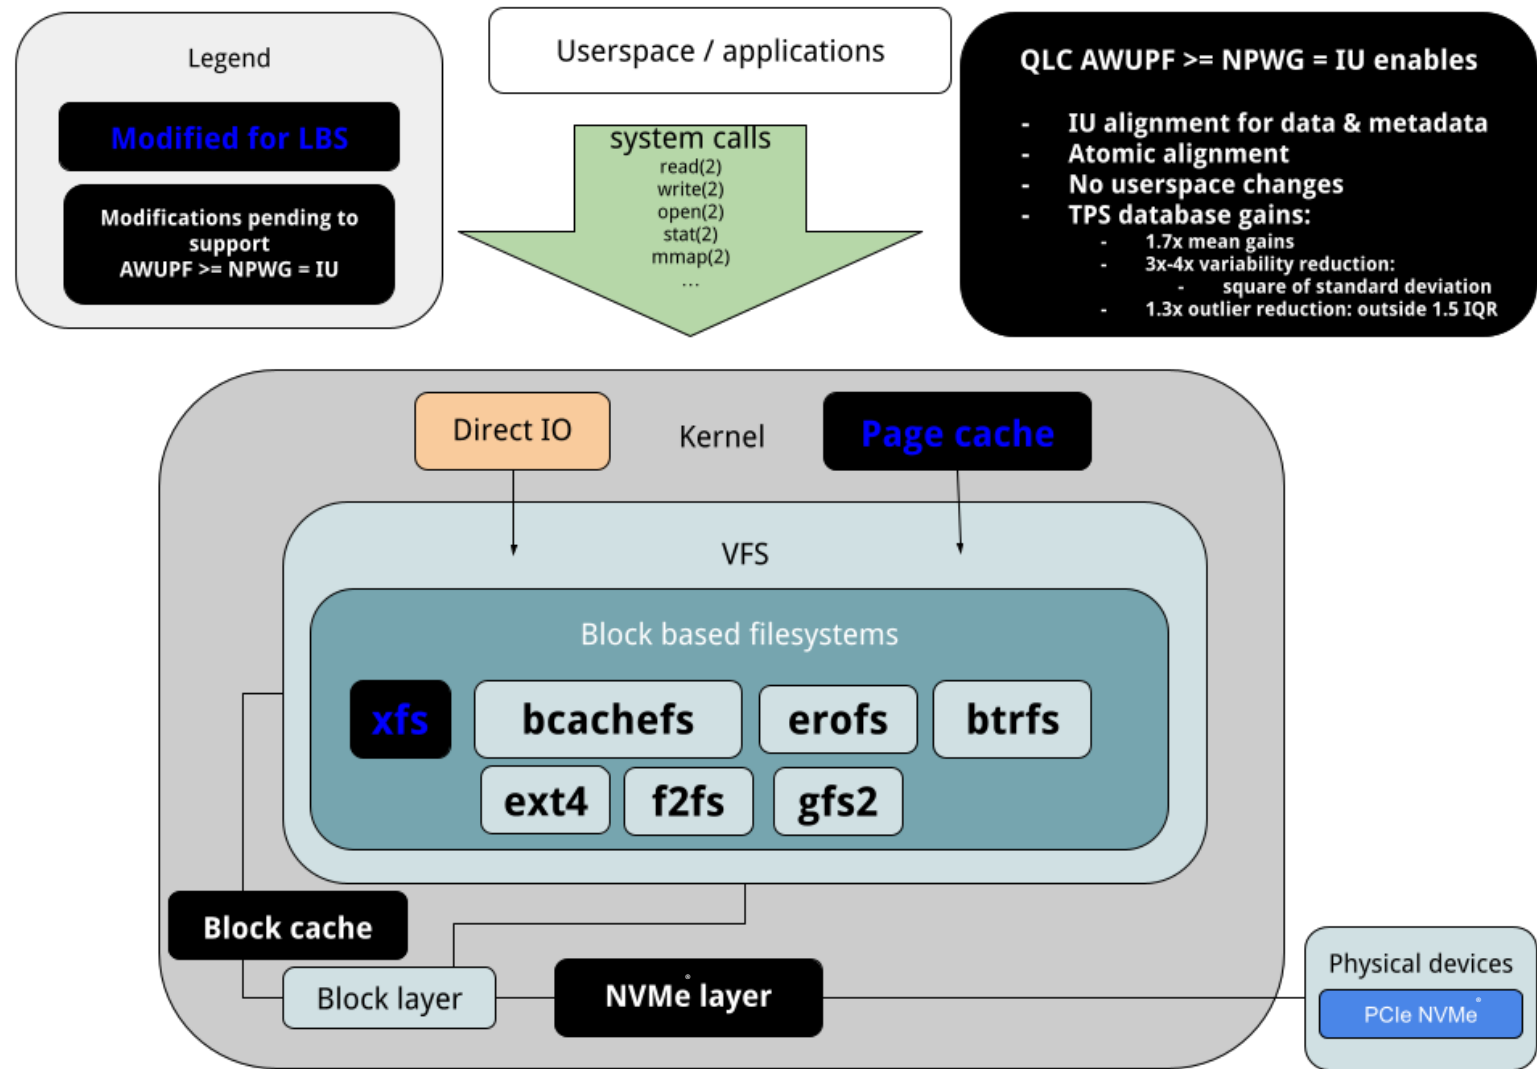 Legend
Modified for LBS
Modifications pending to
support
AWUPF >= NPWG = IU
Userspace / applications
system calls
read(2)
write(2)
open(2)
stat(2)
mmap(2)
...
QLC AWUPF >= NPWG = IU enables
- IU alignment for data & metadata
- Atomic alignment
- No userspace changes
- TPS database gains:
- 1.7x mean gains
- 3x-4x variability reduction:
- square of standard deviation
- 1.3x outlier reduction: outside 1.5 IQR
Direct IO
Kernel
Page cache
VFS
Block based filesystems
xfs
bcachefs
erofs
btrfs
ext4
f2fs
gfs2
Block cache
Block layer
NVMe° layer
Physical devices
PCIe NVMe°